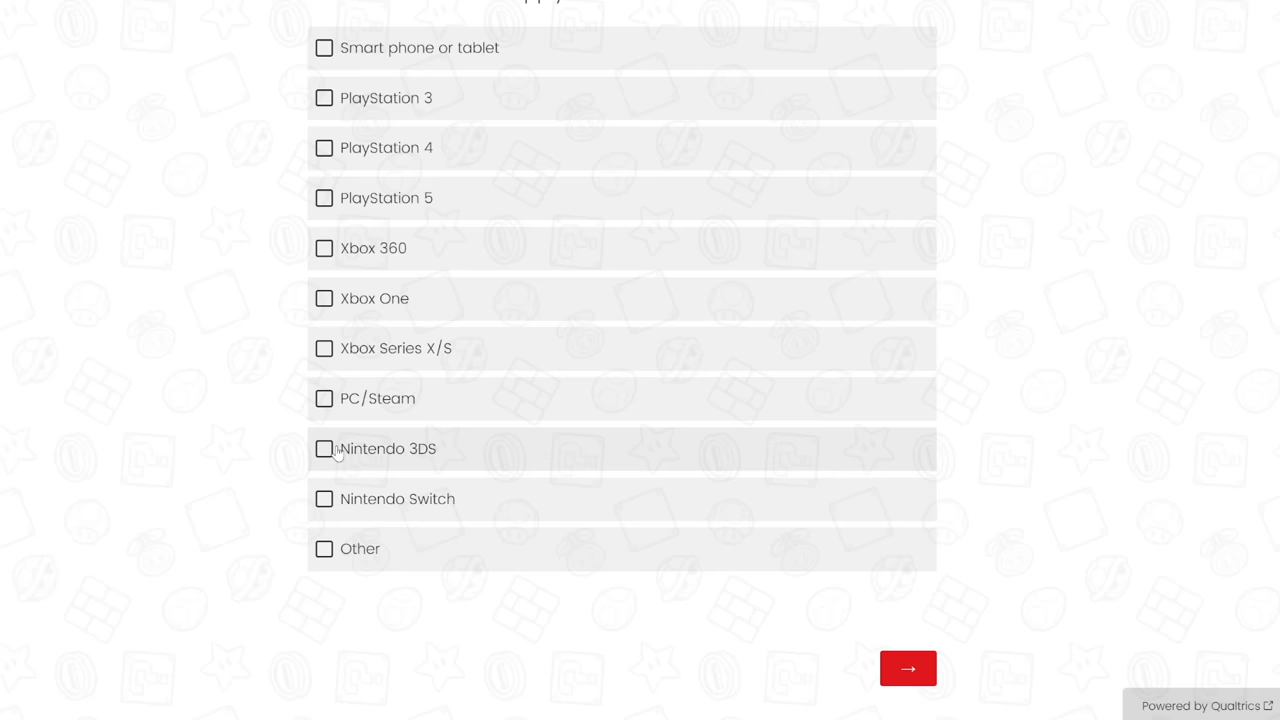 Smart phone or tablet
PlayStation 3
PlayStation 4
PlayStation 5
Xbox 360
Xbox One
Xbox Series X/S
PC/Steam
Nintendo 3DS
Nintendo Switch
Other
→
Powered by Qualtrics